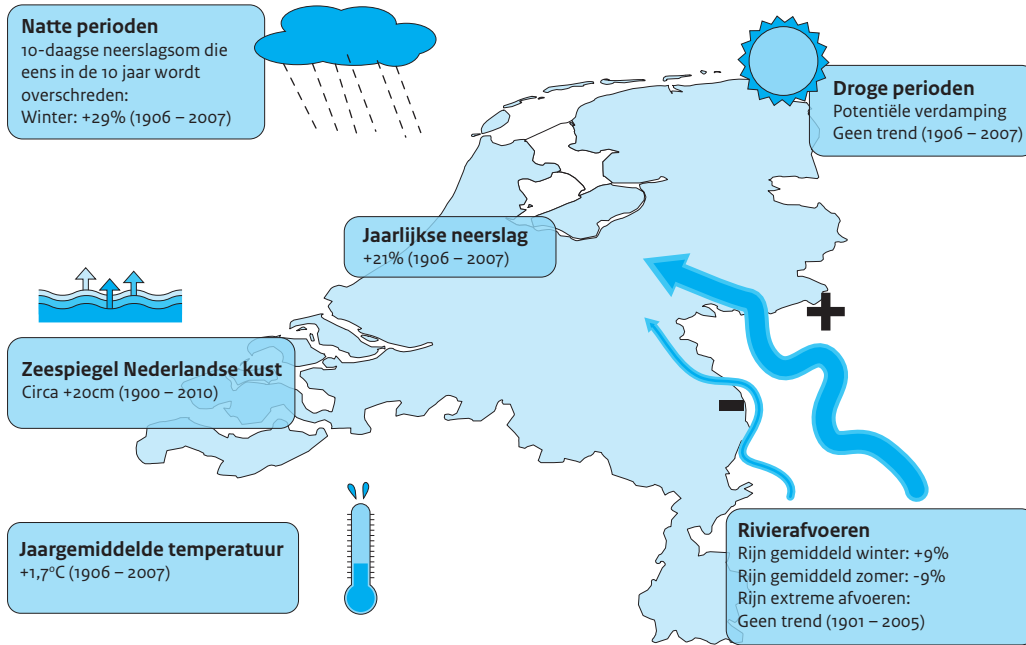 Natte perioden
10-daagse neerslagsom die
eens in de 10 jaar wordt
overschreden:
Winter: +29% (1906 – 2007)
Droge perioden
Potentiële verdamping
Geen trend (1906 – 2007)
Jaarlijkse neerslag
+21% (1906 – 2007)
Zeespiegel Nederlandse kust
Circa +20cm (1900 – 2010)
Jaargemiddelde temperatuur
+1,7°C (1906 – 2007)
+
-
Rivierafvoeren
Rijn gemiddeld winter: +9%
Rijn gemiddeld zomer: -9%
Rijn extreme afvoeren:
Geen trend (1901 – 2005)